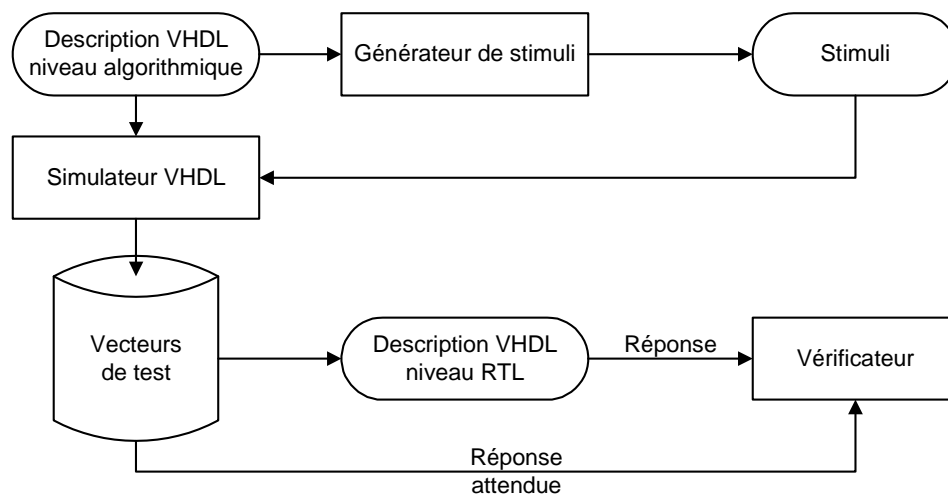 Description VHDL
niveau algorithmique
Générateur de stimuli
Stimuli
Simulateur VHDL
Vecteurs
de test
Description VHDL
niveau RTL
Réponse
Vérificateur
Réponse
attendue